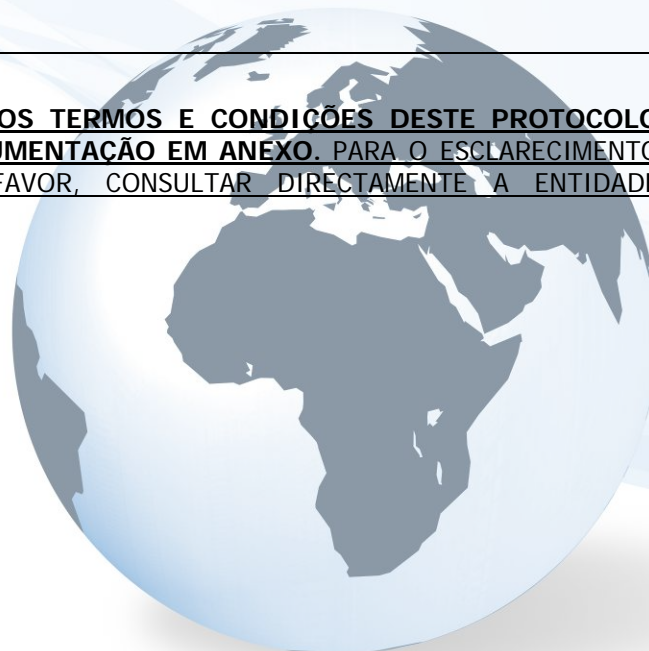 OS TERMOS E CONDIÇÕES DESTE PROTOCOLO
UMENTAÇÃO EM ANEXO. PARA O ESCLARECIMENTO
FAVOR, CONSULTAR DIRECTAMENTE A ENTIDADE